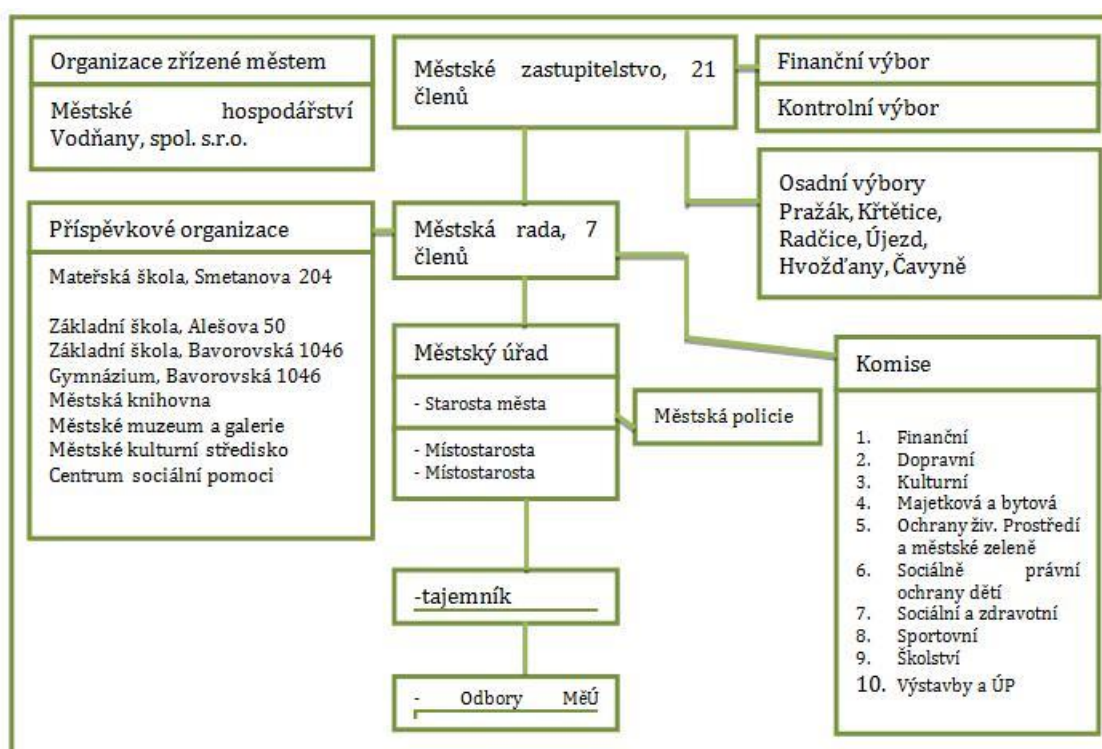 Organizace zřízené městem
Městské hospodářství
Vodňany, spol. s.r.o.
Městské zastupitelstvo, 21
členů
Finanční výbor
Kontrolní výbor
Osadní výbory
Pražák, Křtětice,
Radčice, Újezd,
Hvožďany, Čavyně
Příspěvkové organizace
Mateřská škola, Smetanova 204
Základní škola, Alešova 50
Základní škola, Bavorovská 1046
Gymnázium, Bavorovská 1046
Městská knihovna
Městské muzeum a galerie
Městské kulturní středisko
Centrum sociální pomoci
Městská rada, 7
členů
Městský úřad
- Starosta města
- Místostarosta
- Místostarosta
Městská policie
-tajemník
- Odbory MěÚ
Komise
1. Finanční
2. Dopravní
3. Kulturní
4. Majetková a bytová
5. Ochrany živ. Prostředí
a městské zeleně
6. Sociálně právní
ochrany dětí
7. Sociální a zdravotní
8. Sportovní
9. Školství
10. Výstavby a ÚP